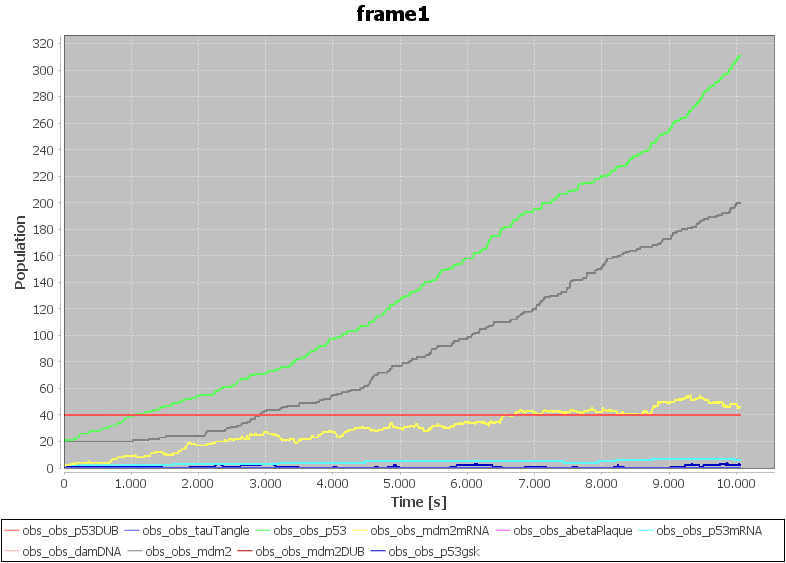 frame1
320
300
280
260
240
220
200
180
160
140
120
100
80
60
40
20
0
Population
0 1.000 2.000 3.000 4.000 5.000 6.000 7.000 8.000 9.000 10.000
Time [s]
obs_obs_p53DUB obs_obs_tauTangle obs_obs_p53 obs_obs_mdm2mRNA obs_obs_abetaPlaque obs_obs_p53mRNA
obs_obs_damDNA obs_obs_mdm2 obs_obs_mdm2DUB obs_obs_p53gsk